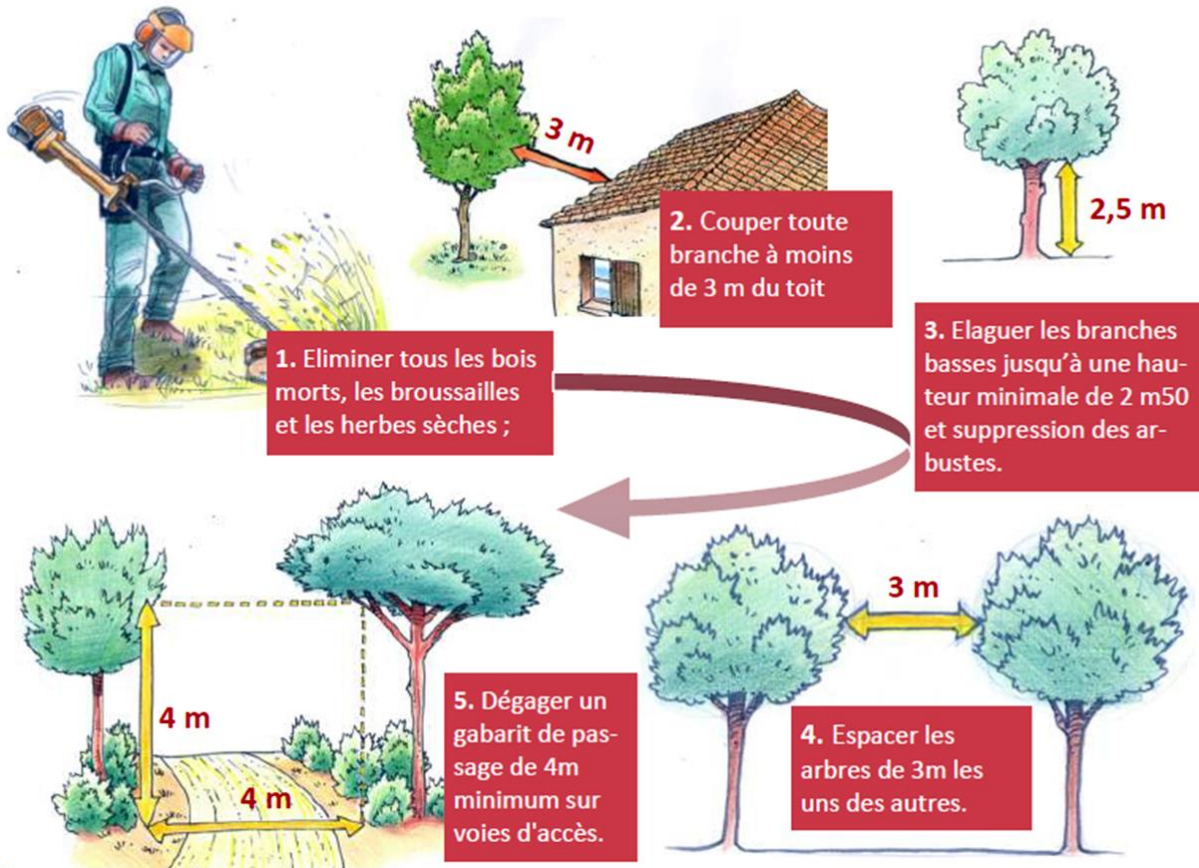 3 m
2,5 m
2. Couper toute
branche à moins
de 3 m du toit
1. Eliminer tous les bois
morts, les broussailles
et les herbes sèches ;
3. Elaguer les branches
basses jusqu'à une hau-
teur minimale de 2 m50
et suppression des ar-
bustes.
3 m
4. Espacer les
arbres de 3m les
uns des autres.
4 m
4 m
5. Dégager un
gabarit de pas-
sage de 4m
minimum sur
voies d'accès.